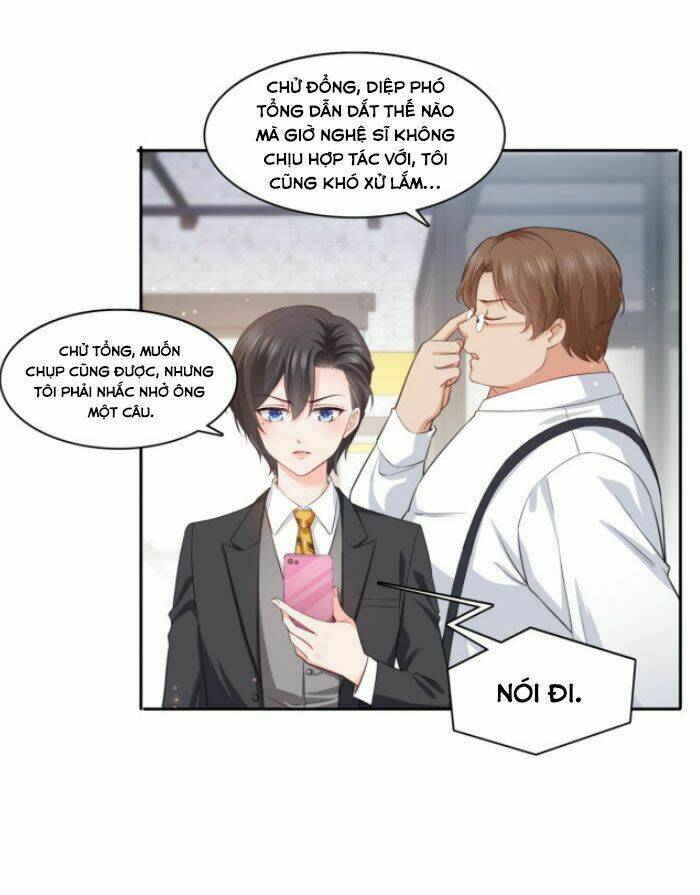 CHỬ ĐỔNG, DIỆP PHÓ
TỔNG DẪN DẮT THẾ NÀO
MÀ GIỜ NGHỆ SĨ KHÔNG
CHỊU HỢP TÁC VỚI, TÔI
CŨNG KHÓ XỬ LẮM...
CHỬ TỔNG, MUỐN
CHỤP CŨNG ĐƯỢC, NHƯNG
TÔI PHẢI NHẮC NHỞ ÔNG
MỘT CÂU.
NÓI ĐI.